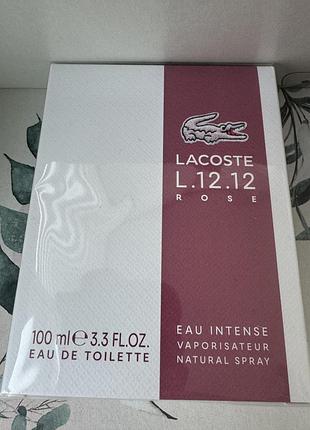 LACOSTE
L.12.12
ROSE
100 ml e 3.3 FL.OZ.
EAU DE TOILETTE
EAU INTENSE
VAPORISATEUR
NATURAL SPRAY